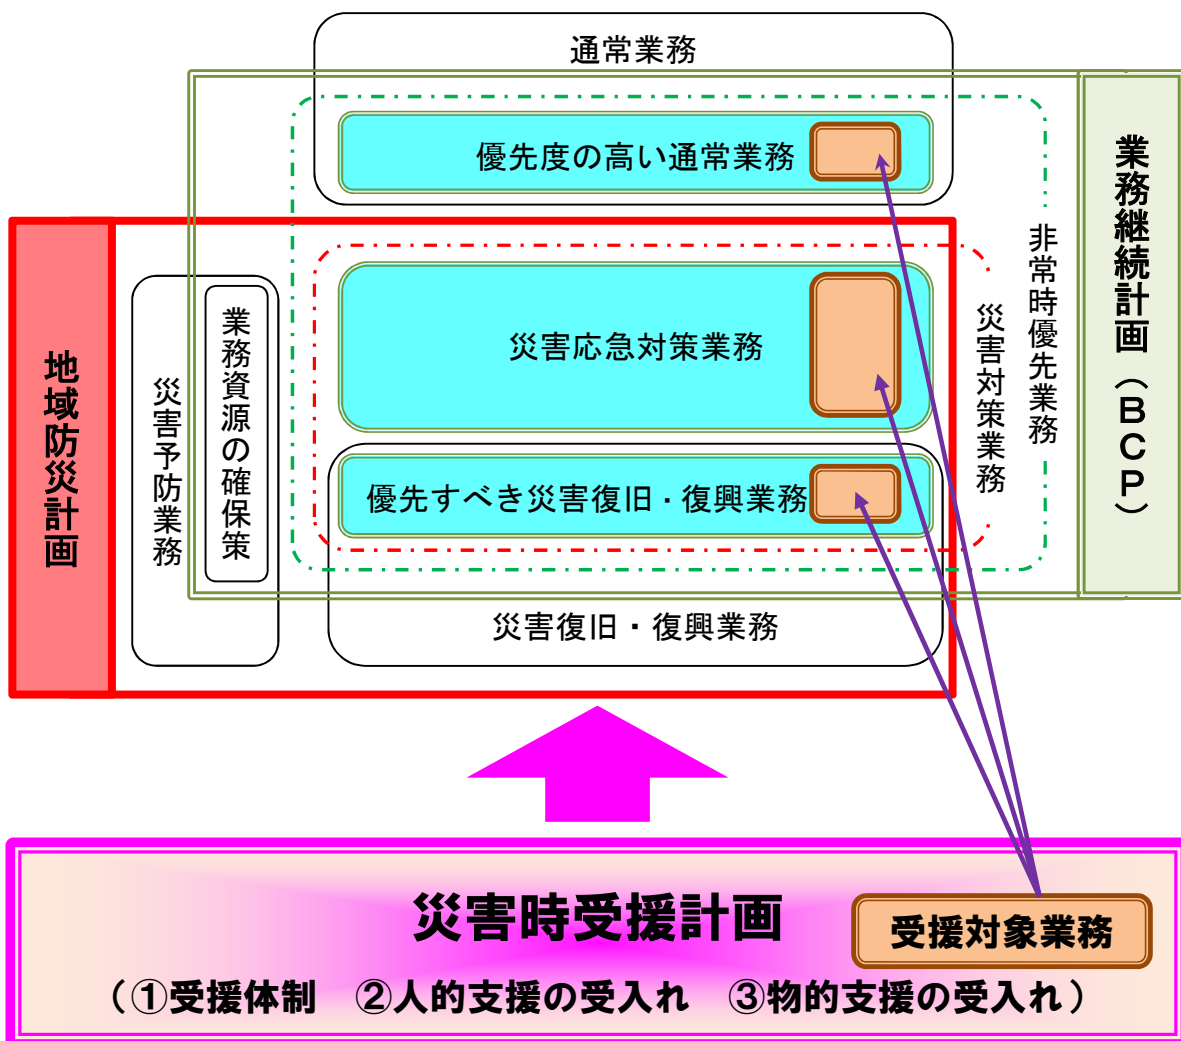 通常業務
優先度の高い通常業務
業務継続計画（ＢＣＰ）
非常時優先業務
災害対策業務
災害応急対策業務
地域防災計画
災害予防業務
業務資源の確保策
優先すべき災害復旧・復興業務
災害復旧・復興業務
災害時受援計画
受援対象業務
（①受援体制　②人的支援の受入れ　③物的支援の受入れ）